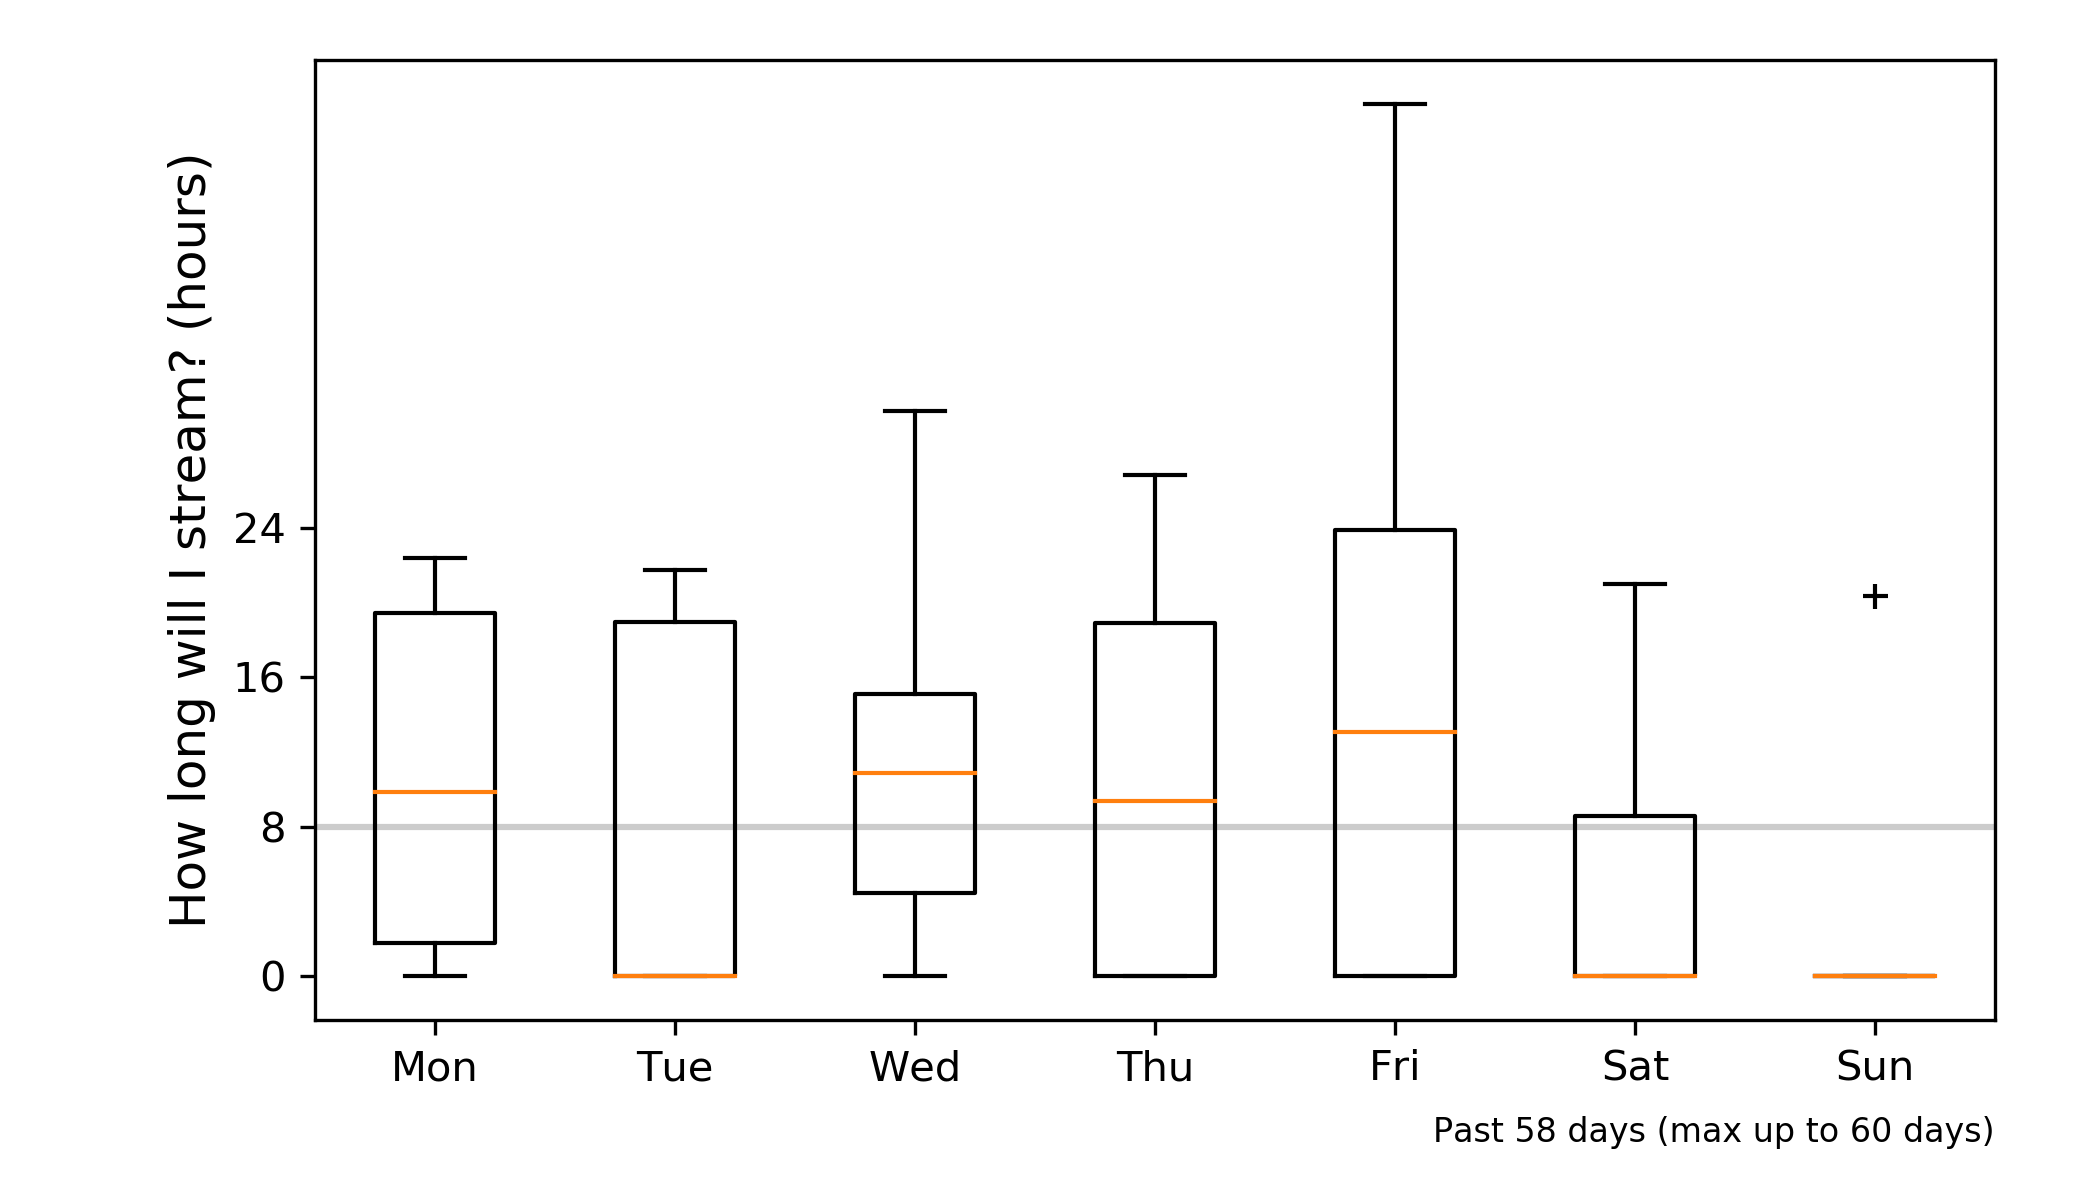 How long will I stream? (hours)
24
16
8
0
Mon Tue Wed Thu Fri Sat Sun
Past 58 days (max up to 60 days)